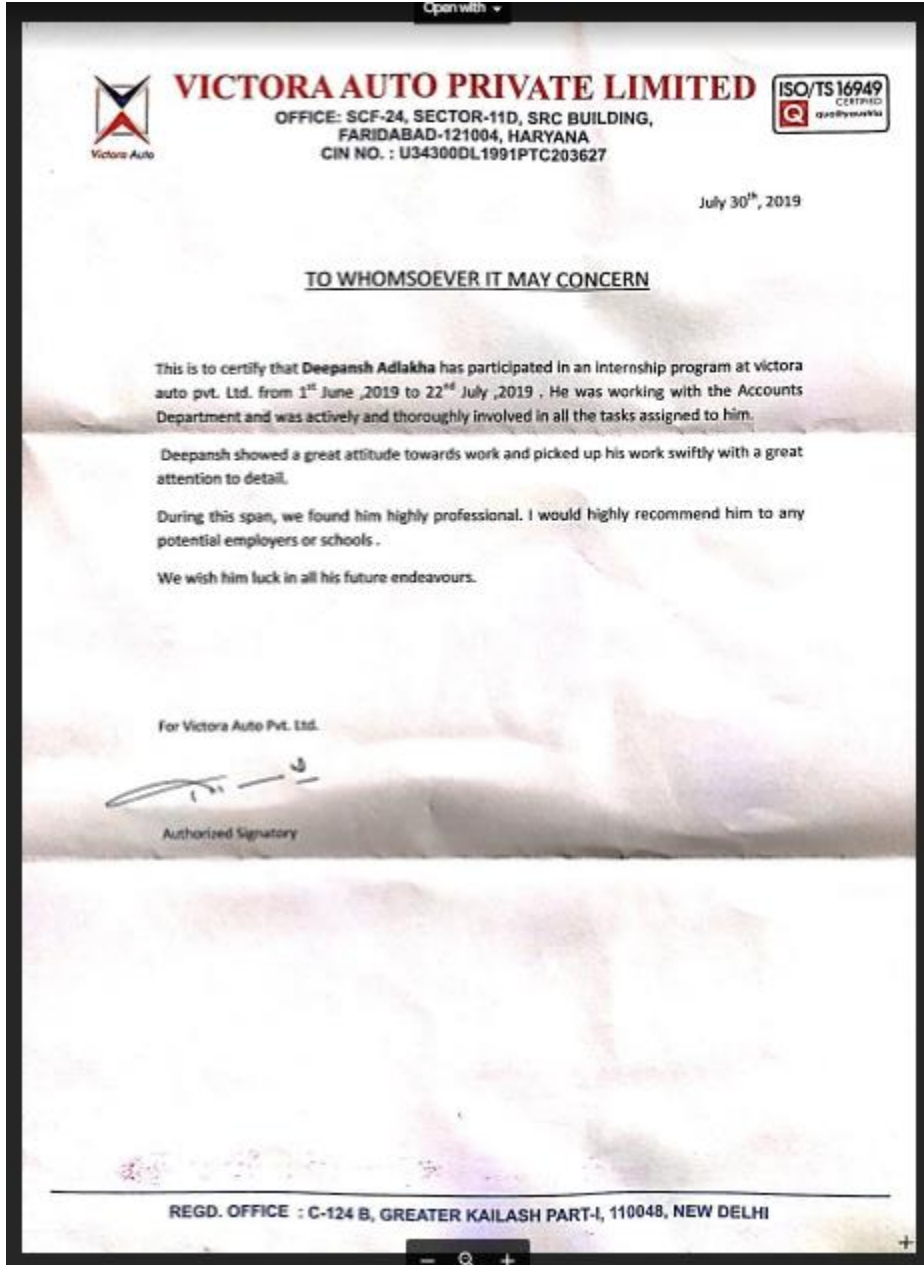 Open with
VICTORA AUTO PRIVATE LIMITED
OFFICE: SCF-24, SECTOR-11D, SRC BUILDING,
FARIDABAD-121004, HARYANA
CIN NO. : U34300DL1991PTC203627
Victora Auto
ISO/TS 16949
CERTIFIED
Q qualityaustria
July 30th, 2019
TO WHOMSOEVER IT MAY CONCERN
This is to certify that Deepansh Adlakha has participated in an internship program at victora
auto pvt. Ltd. from 1st June ,2019 to 22nd July ,2019 . He was working with the Accounts
Department and was actively and thoroughly involved in all the tasks assigned to him.
Deepansh showed a great attitude towards work and picked up his work swiftly with a great
attention to detail.
During this span, we found him highly professional. I would highly recommend him to any
potential employers or schools .
We wish him luck in all his future endeavours.
For Victora Auto Pvt. Ltd.
Authorized Signatory
REGD. OFFICE : C-124 B, GREATER KAILASH PART-I, 110048, NEW DELHI